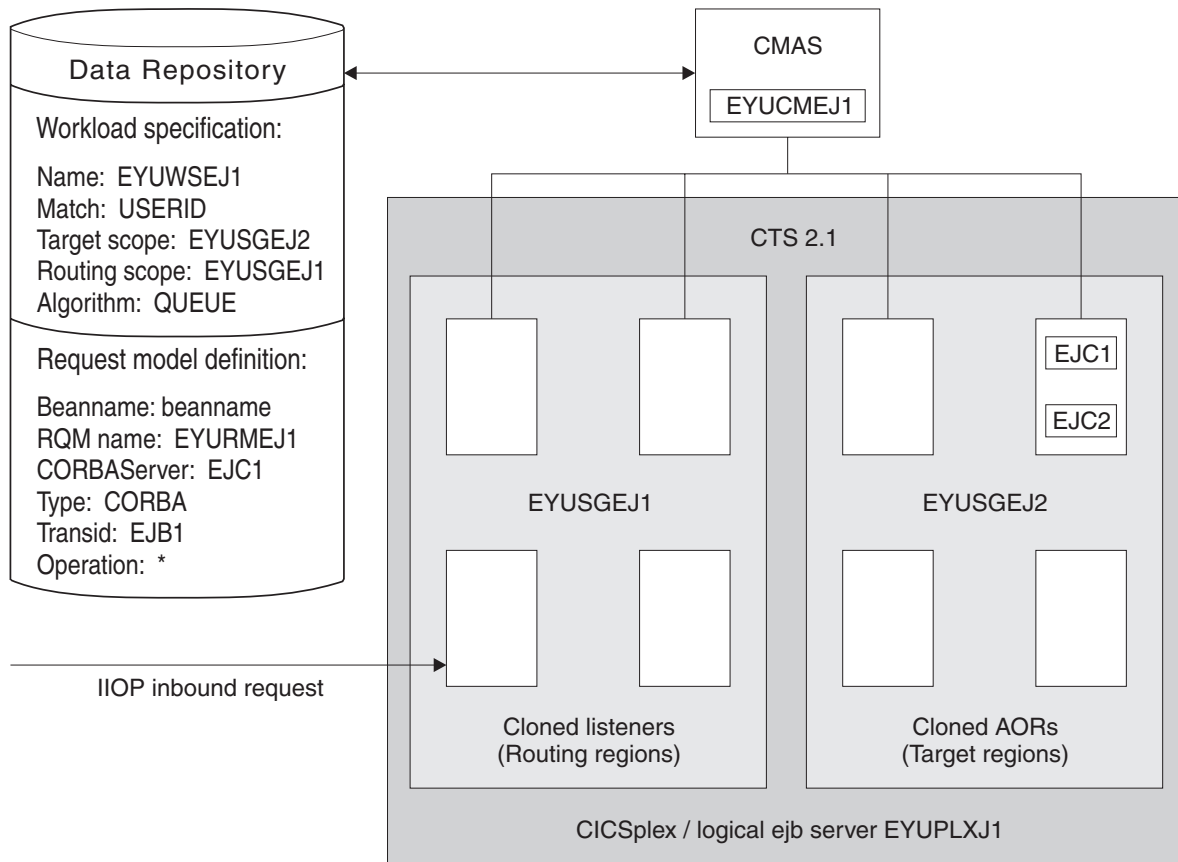 Data Repository
Workload specification:
Name: EYUWSEJ1
Match: USERID
Target scope: EYUSGEJ2
Routing scope: EYUSGEJ1
Algorithm: QUEUE
Request model definition:
Beanname: beanname
RQM name: EYURMEJ1
CORBAServer: EJC1
Type: CORBA
Transid: EJB1
Operation: *
CMAS
EYUCMEJ1
CTS 2.1
EJC1
EJC2
EYUSGEJ1
EYUSGEJ2
IIOP inbound request
Cloned listeners
(Routing regions)
Cloned AORs
(Target regions)
CICSplex / logical ejb server EYUPLXJ1